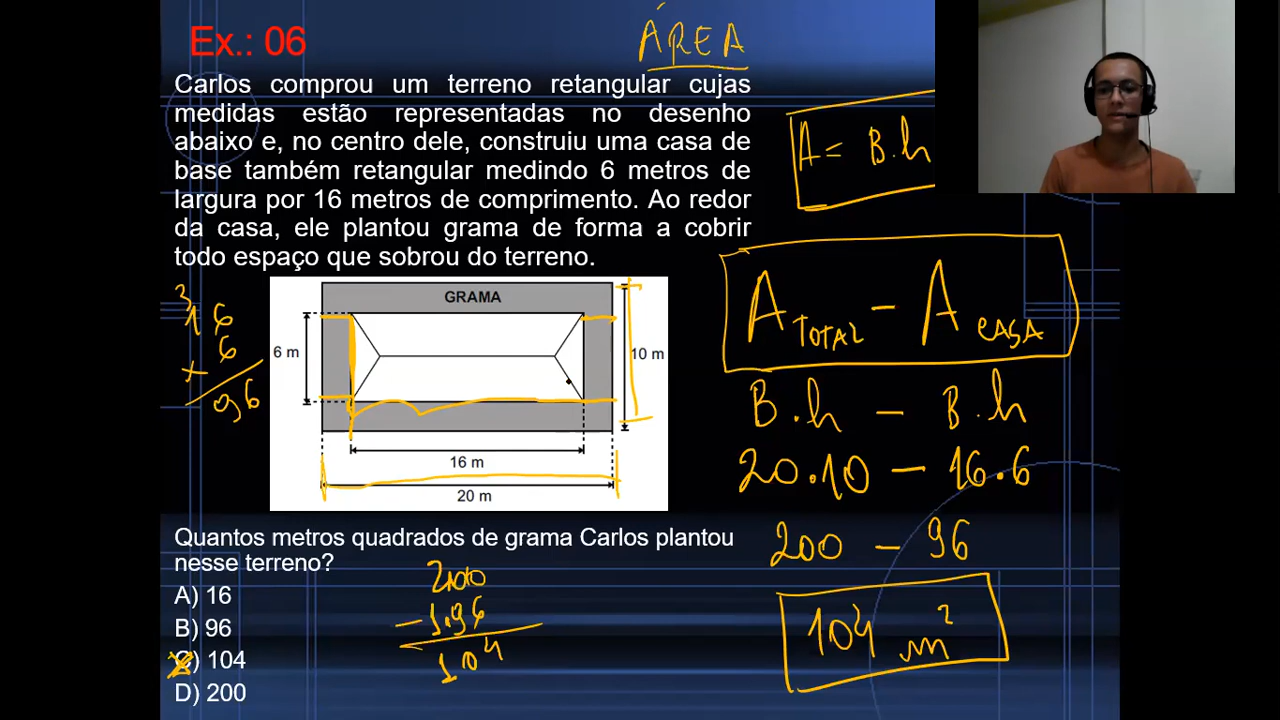 Ex.: 06
ÁREA
Carlos comprou um terreno retangular cujas
medidas estão representadas no desenho
abaixo e, no centro dele, construiu uma casa de
base também retangular medindo 6 metros de
largura por 16 metros de comprimento. Ao redor
da casa, ele plantou grama de forma a cobrir
todo espaço que sobrou do terreno.
A = B.h
GRAMA
6 m
10 m
16 m
20 m
3
16
6
× 6
96
A TOTAL - A CASA
B.h - B.h
20.10 - 16.6
200 - 96
104 m²
Quantos metros quadrados de grama Carlos plantou
nesse terreno?
A) 16
B) 96
C) 104
D) 200
200
- 96
104